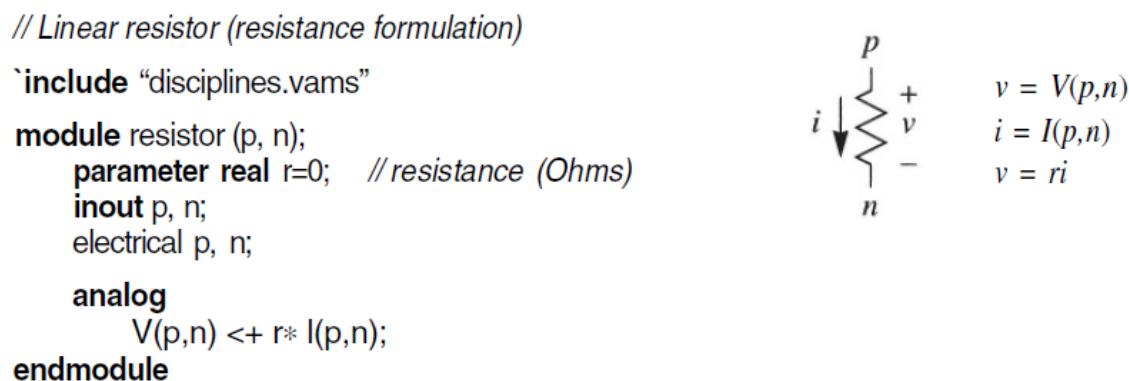 // Linear resistor (resistance formulation)
`include “disciplines.vams”
module resistor (p, n);
parameter real r=0; // resistance (Ohms)
inout p, n;
electrical p, n;
analog
V(p,n) <+ r* I(p,n);
endmodule
p
i
+
v
−
n
v = V(p,n)
i = I(p,n)
v = ri